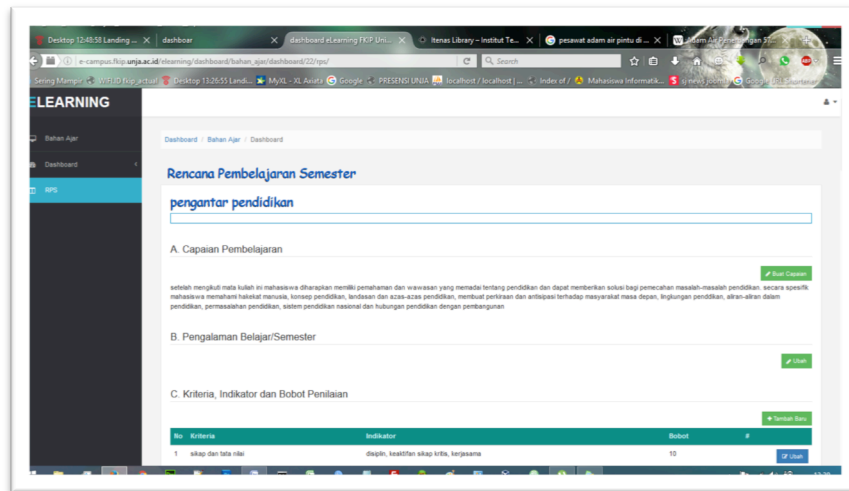 Desktop 12:48:58 Landing ...
dashboar
dashboard eLearning FKIP Uni...
Itenas Library – Institut Te...
pesawat adam air pintu di ...
Adam Air Penerbangan 57...
e-campus.fkip.unja.ac.id/elearning/dashboard/bahan_ajar/dashboard/22/rps/
Search
Sering Mampir
Desktop 13:26:55 Landi...
MyXL - XL Axiata
Google
PRESENSI UNJA
localhost / localhost | ...
Index of /
Mahasiswa Informatik...
ELEARNING
Bahan Ajar
Dashboard / Bahan Ajar / Dashboard
Dashboard
RPS
Rencana Pembelajaran Semester
pengantar pendidikan
A. Capaian Pembelajaran
Buat Capaian
setelah mengikuti mata kuliah ini mahasiswa diharapkan memiliki pemahaman dan wawasan yang memadai tentang pendidikan dan dapat memberikan solusi bagi pemecahan masalah-masalah pendidikan. secara spesifik
mahasiswa memahami hakekat manusia, konsep pendidikan, landasan dan azas-azas pendidikan, membuat perkiraan dan antisipasi terhadap masyarakat masa depan, lingkungan pendidikan, aliran-aliran dalam
pendidikan, permasalahan pendidikan, sistem pendidikan nasional dan hubungan pendidikan dengan pembangunan
B. Pengalaman Belajar/Semester
Ubah
C. Kriteria, Indikator dan Bobot Penilaian
+ Tambah Baru
No Kriteria Indikator Bobot #
1 sikap dan tata nilai disiplin, keaktifan sikap kritis, kerjasama 10 Ubah